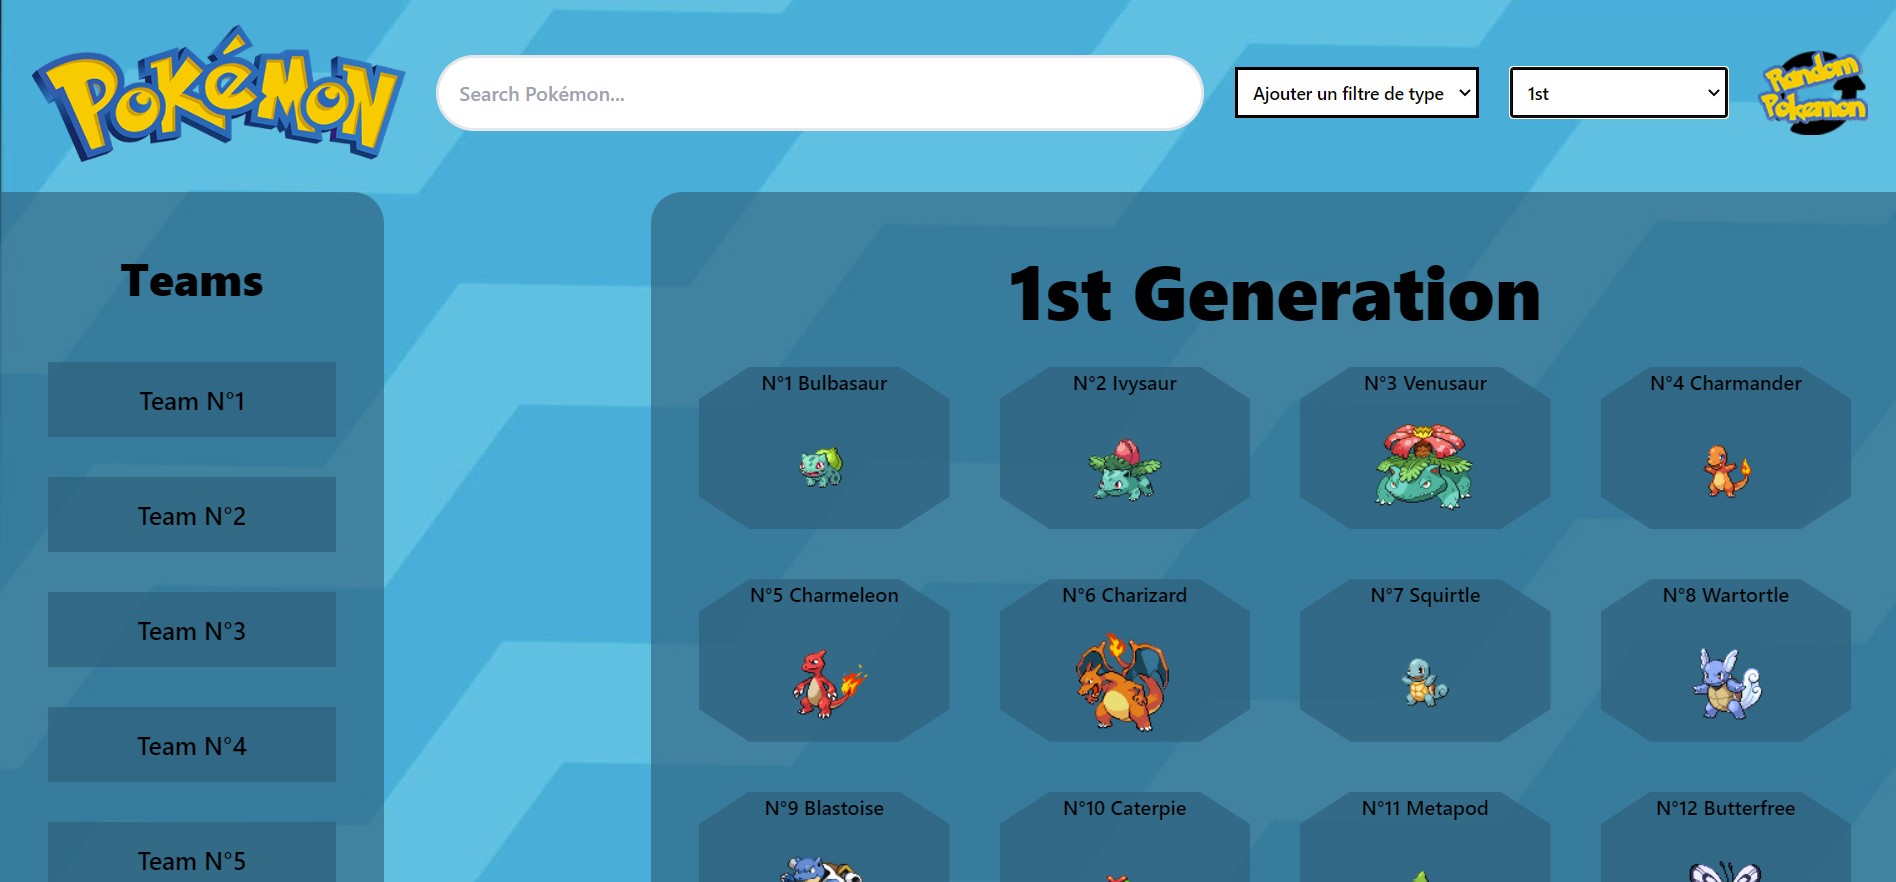 Pokémon
Search Pokémon...
Ajouter un filtre de type
1st
Random
Pokemon
Teams
Team N°1
Team N°2
Team N°3
Team N°4
Team N°5
1st Generation
N°1 Bulbasaur
N°2 Ivysaur
N°3 Venusaur
N°4 Charmander
N°5 Charmeleon
N°6 Charizard
N°7 Squirtle
N°8 Wartortle
N°9 Blastoise
N°10 Caterpie
N°11 Metapod
N°12 Butterfree